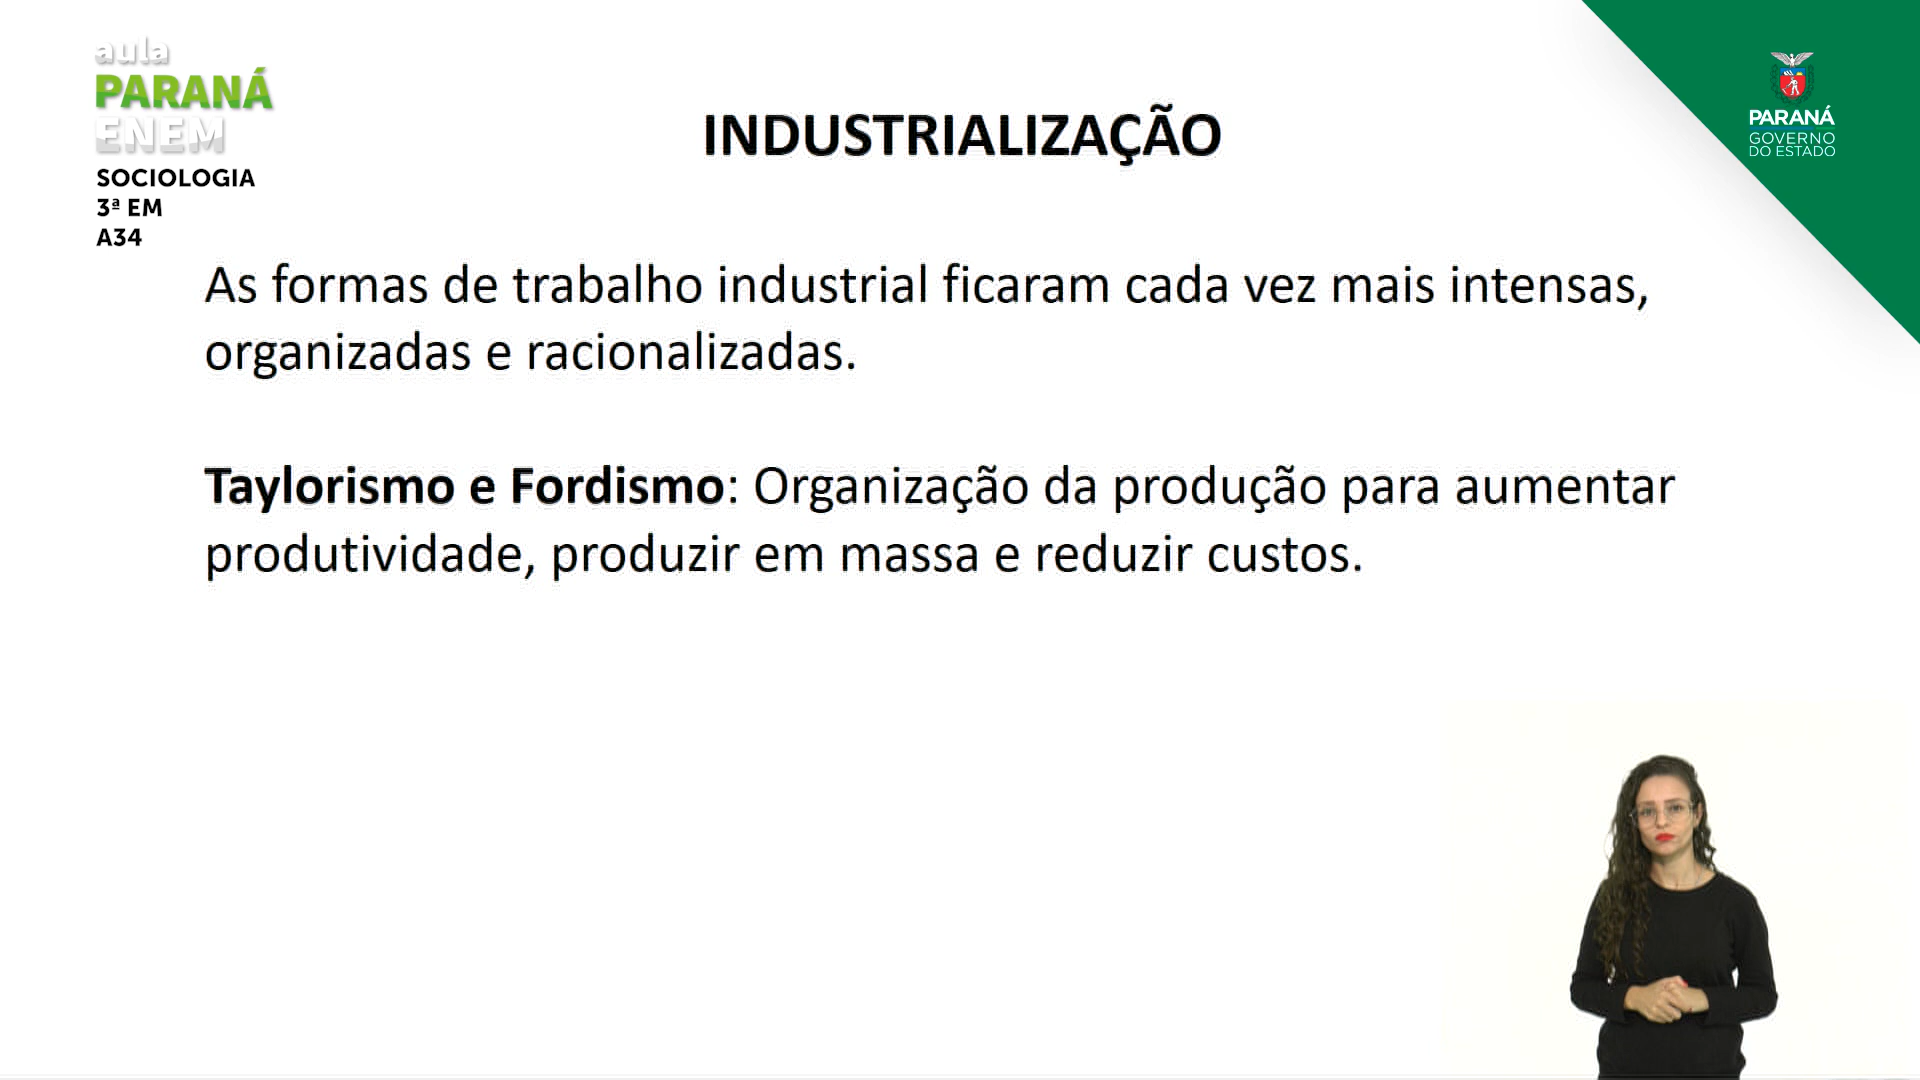 aula
PARANÁ
ENEM
SOCIOLOGIA
3ª EM
A34
INDUSTRIALIZAÇÃO
PARANÁ
GOVERNO
DO ESTADO
As formas de trabalho industrial ficaram cada vez mais intensas,
organizadas e racionalizadas.
Taylorismo e Fordismo: Organização da produção para aumentar
produtividade, produzir em massa e reduzir custos.